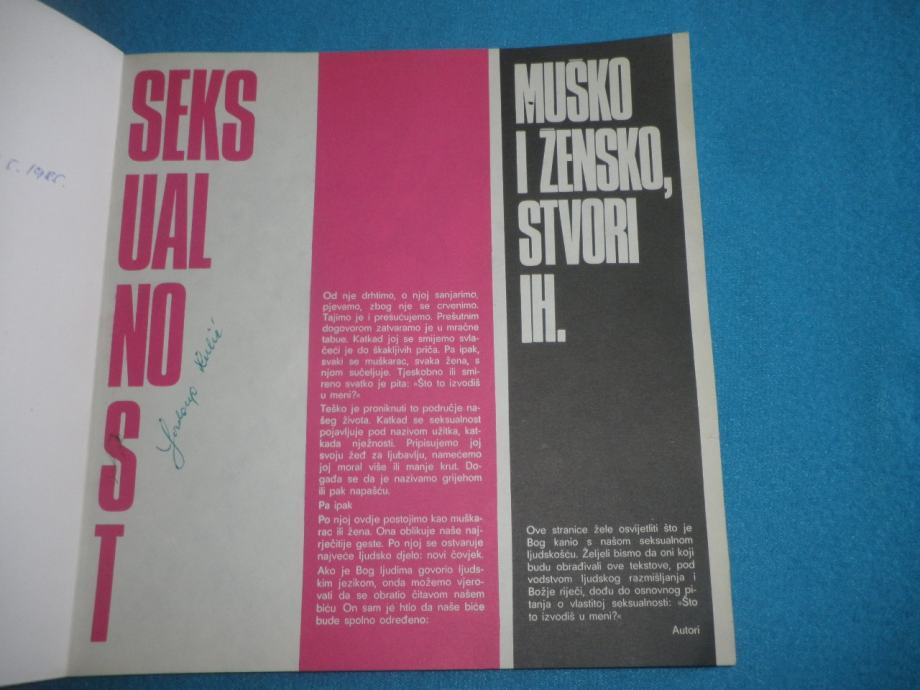 SEKS
UAL
NO
S
T
Od nje drhtimo, o njoj sanjarimo,
pjevamo, zbog nje se crvenimo.
Tajimo je i prešućujemo. Prešutnim
dogovorom zatvaramo je u mračne
tabue. Katkad joj se smijemo svla-
čeći je do škakljivih priča. Pa ipak,
svaki se muškarac, svaka žena, s
njom sučeljuje. Tjeskobno ili smi-
reno svatko je pita: »Što to izvodiš
u meni?«
Teško je proniknuti to područje na-
šeg života. Katkad se seksualnost
pojavljuje pod nazivom užitka, kat-
kada nježnosti. Pripisujemo joj
svoju žeđ za ljubavlju, namećemo
joj moral više ili manje krut. Do-
gađa se da je nazivamo grijehom
ili pak napašću.
Pa ipak
Po njoj ovdje postojimo kao muška-
rac ili žena. Ona oblikuje naše naj-
rječitije geste. Po njoj se ostvaruje
najveće ljudsko djelo: novi čovjek.
Ako je Bog ljudima govorio ljuds-
kim jezikom, onda možemo vjero-
vati da se obratio čitavom našem
biću On sam je htio da naše biće
bude spolno određeno:
MUŠKO
I ŽENSKO,
STVORI
IH.
Ove stranice žele osvijetliti što je
Bog kanio s našom seksualnom
ljudskošću. Željeli bismo da oni koji
budu obrađivali ove tekstove, pod
vodstvom ljudskog razmišljanja i
Božje riječi, dođu do osnovnog pi-
tanja o vlastitoj seksualnosti: »Što
to izvodiš u meni?«
Autori